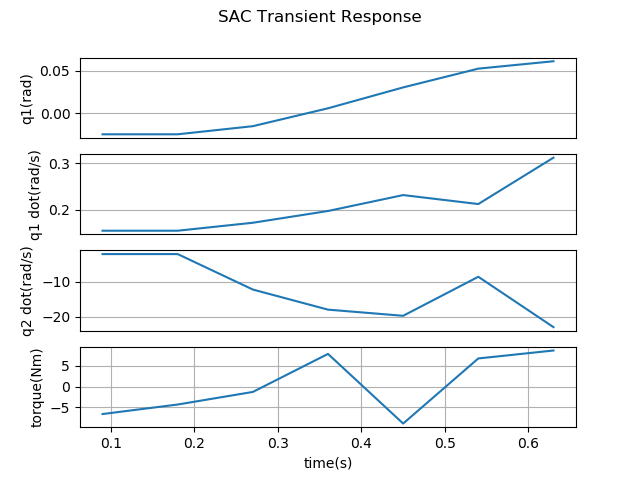 SAC Transient Response
q1(rad)
0.05
0.00
q1 dot(rad/s)
0.3
0.2
q2 dot(rad/s)
−10
−20
torque(Nm)
5
0
−5
0.1 0.2 0.3 0.4 0.5 0.6
time(s)